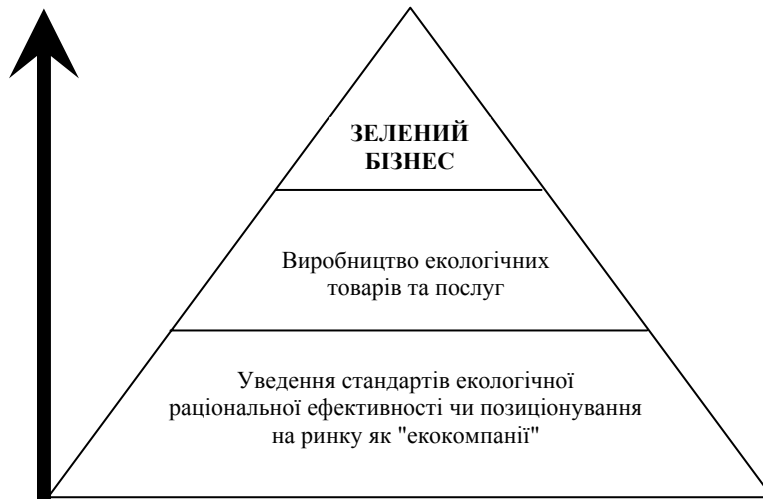 ЗЕЛЕНИЙ
БІЗНЕС
Виробництво екологічних
товарів та послуг
Уведення стандартів екологічної
раціональної ефективності чи позиціонування
на ринку як "екокомпанії"